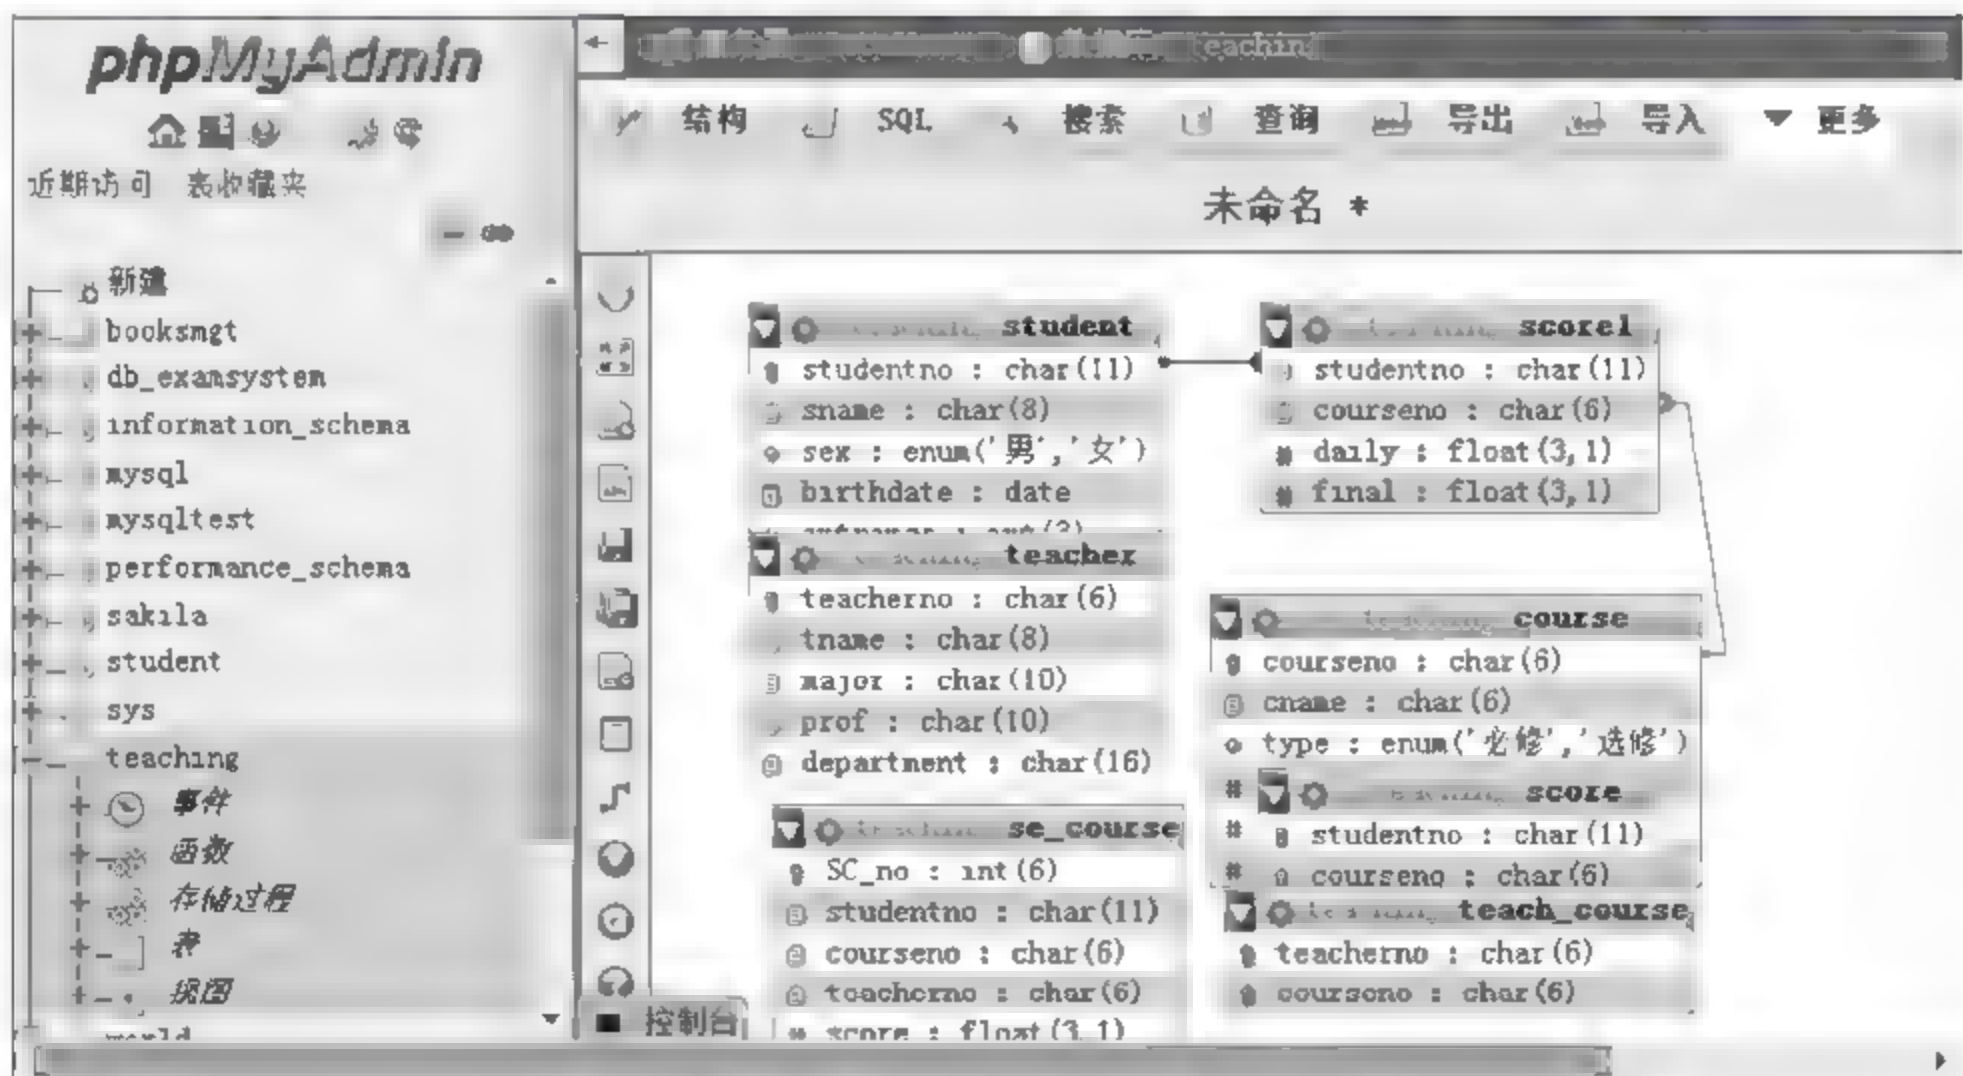 phpMyAdmin
近期访问 表收藏夹
新建
booksmgt
db_examsystem
information_schema
mysql
mysqltest
performance_schema
sakila
student
sys
teaching
事件
函数
存储过程
表
视图
world
teaching
结构 SQL 搜索 查询 导出 导入 更多
未命名 *
student
studentno : char(11)
sname : char(8)
sex : enum('男','女')
birthdate : date
teacher
teacherno : char(6)
tname : char(8)
major : char(10)
prof : char(10)
department : char(16)
se_course
SC_no : int(6)
studentno : char(11)
courseno : char(6)
teacherno : char(6)
score : float(3,1)
score1
studentno : char(11)
courseno : char(6)
daily : float(3,1)
final : float(3,1)
course
courseno : char(6)
cname : char(6)
type : enum('必修','选修')
#
#
#
score
studentno : char(11)
courseno : char(6)
teach_course
teacherno : char(6)
courseno : char(6)
控制台